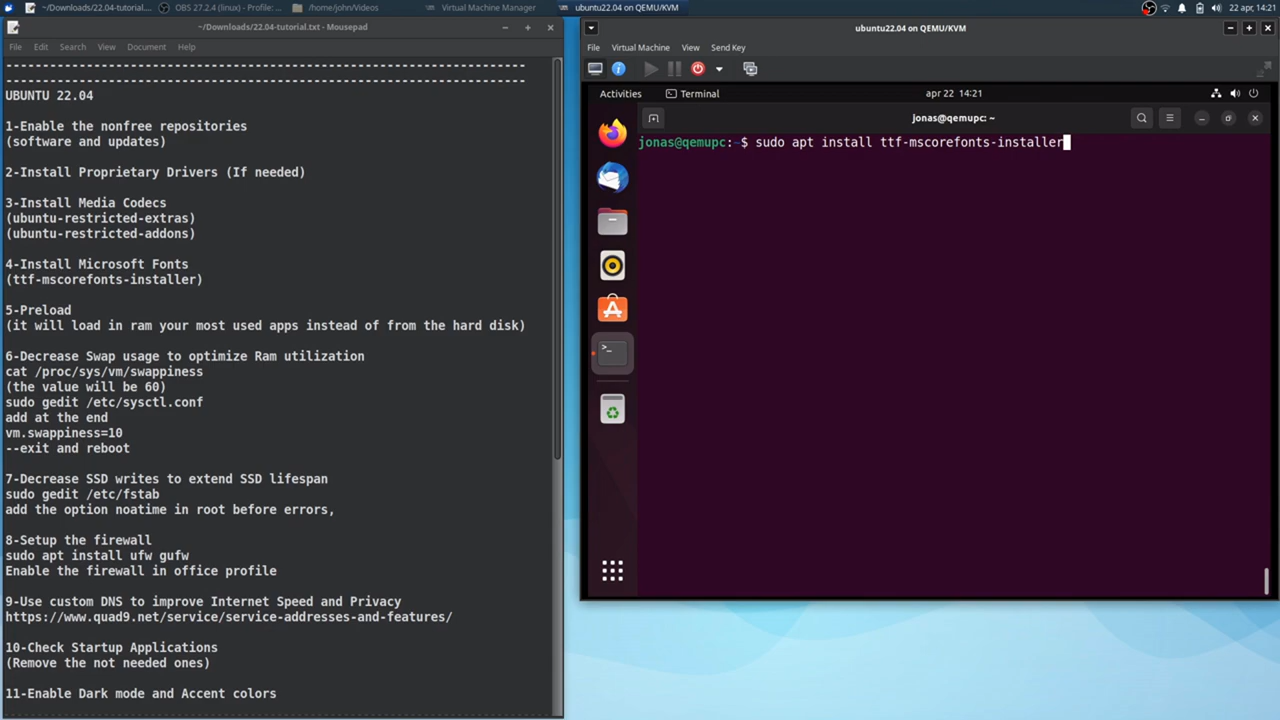 ~/Downloads/22.04-tutorial....
OBS 27.2.4 (linux) - Profile: ...
/home/john/Videos
Virtual Machine Manager
ubuntu22.04 on QEMU/KVM
22 apr, 14:21
~/Downloads/22.04-tutorial.txt - Mousepad
File Edit Search View Document Help
--------------------------------------------------------------------
--------------------------------------------------------------------
UBUNTU 22.04
1-Enable the nonfree repositories
(software and updates)
2-Install Proprietary Drivers (If needed)
3-Install Media Codecs
(ubuntu-restricted-extras)
(ubuntu-restricted-addons)
4-Install Microsoft Fonts
(ttf-mscorefonts-installer)
5-Preload
(it will load in ram your most used apps instead of from the hard disk)
6-Decrease Swap usage to optimize Ram utilization
cat /proc/sys/vm/swappiness
(the value will be 60)
sudo gedit /etc/sysctl.conf
add at the end
vm.swappiness=10
--exit and reboot
7-Decrease SSD writes to extend SSD lifespan
sudo gedit /etc/fstab
add the option noatime in root before errors,
8-Setup the firewall
sudo apt install ufw gufw
Enable the firewall in office profile
9-Use custom DNS to improve Internet Speed and Privacy
https://www.quad9.net/service/service-addresses-and-features/
10-Check Startup Applications
(Remove the not needed ones)
11-Enable Dark mode and Accent colors
ubuntu22.04 on QEMU/KVM
File Virtual Machine View Send Key
Activities
Terminal
apr 22 14:21
jonas@qemupc: ~
jonas@qemupc:~$ sudo apt install ttf-mscorefonts-installer